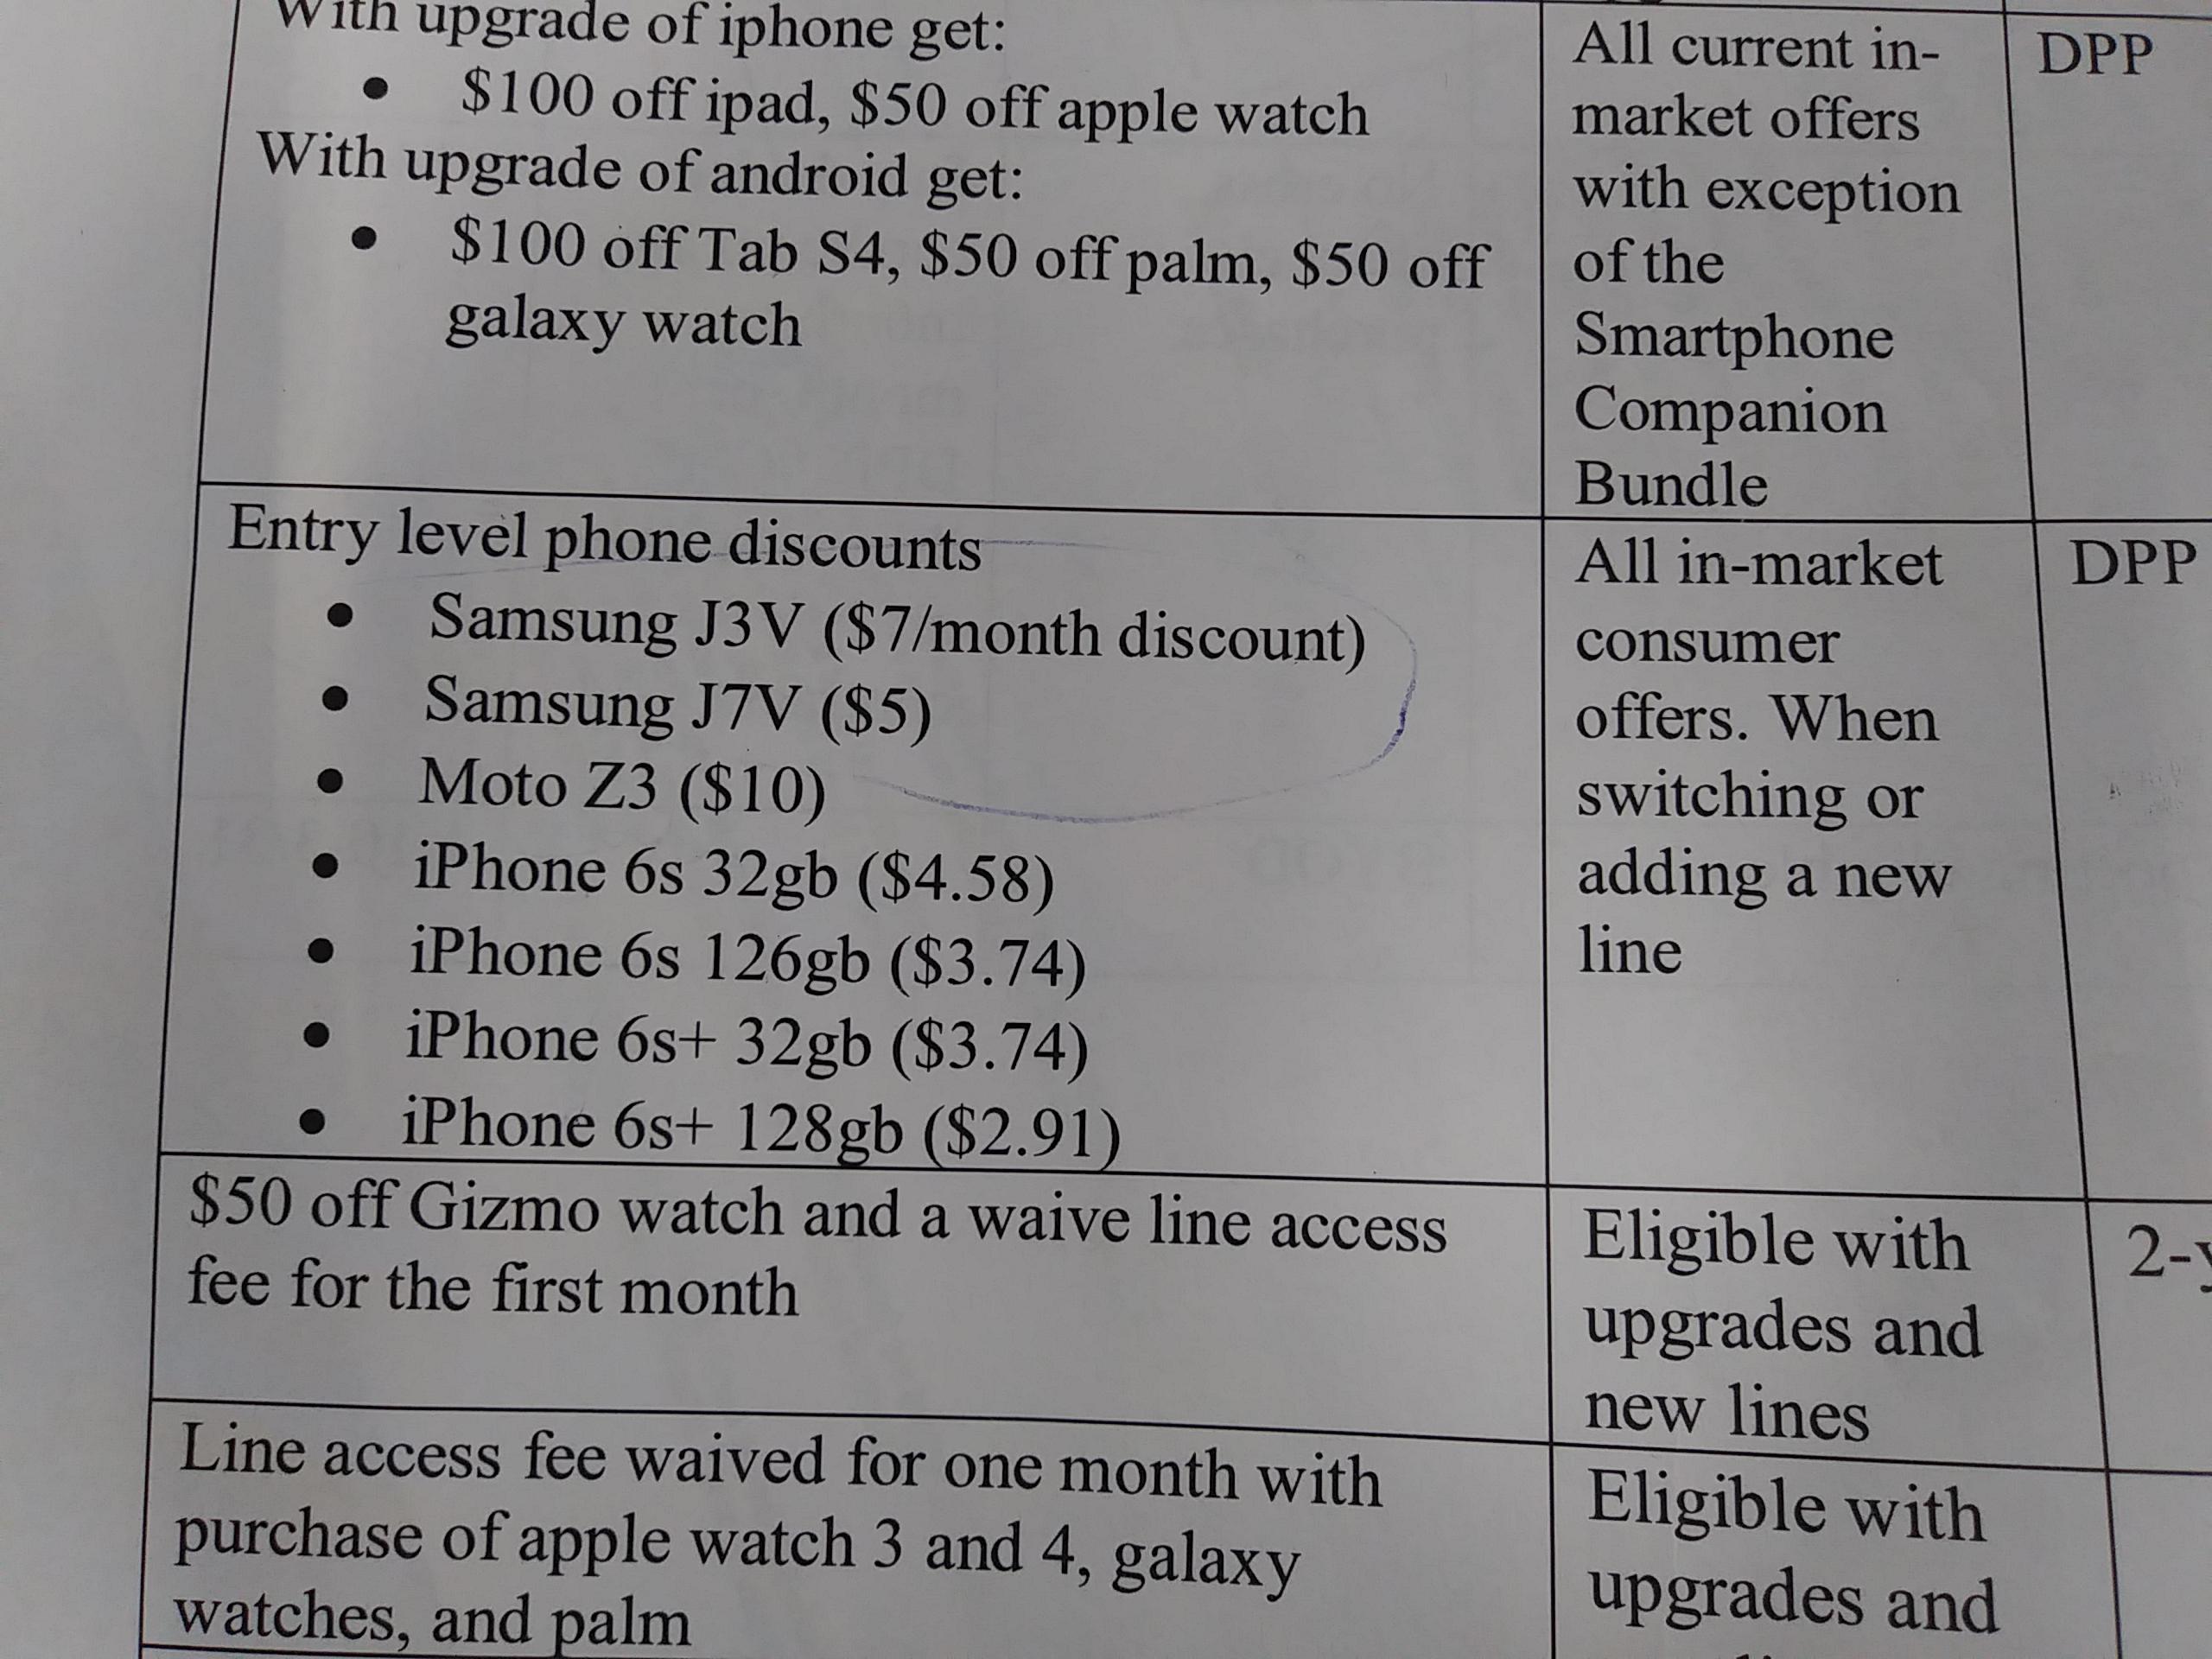 With upgrade of iphone get:
• $100 off ipad, $50 off apple watch
With upgrade of android get:
• $100 off Tab S4, $50 off palm, $50 off
galaxy watch
All current in-
market offers
with exception
of the
Smartphone
Companion
Bundle
DPP
Entry level phone discounts
• Samsung J3V ($7/month discount)
• Samsung J7V ($5)
• Moto Z3 ($10)
• iPhone 6s 32gb ($4.58)
• iPhone 6s 126gb ($3.74)
• iPhone 6s+ 32gb ($3.74)
• iPhone 6s+ 128gb ($2.91)
All in-market
consumer
offers. When
switching or
adding a new
line
DPP
$50 off Gizmo watch and a waive line access
fee for the first month
Eligible with
upgrades and
new lines
2-y
Line access fee waived for one month with
purchase of apple watch 3 and 4, galaxy
watches, and palm
Eligible with
upgrades and